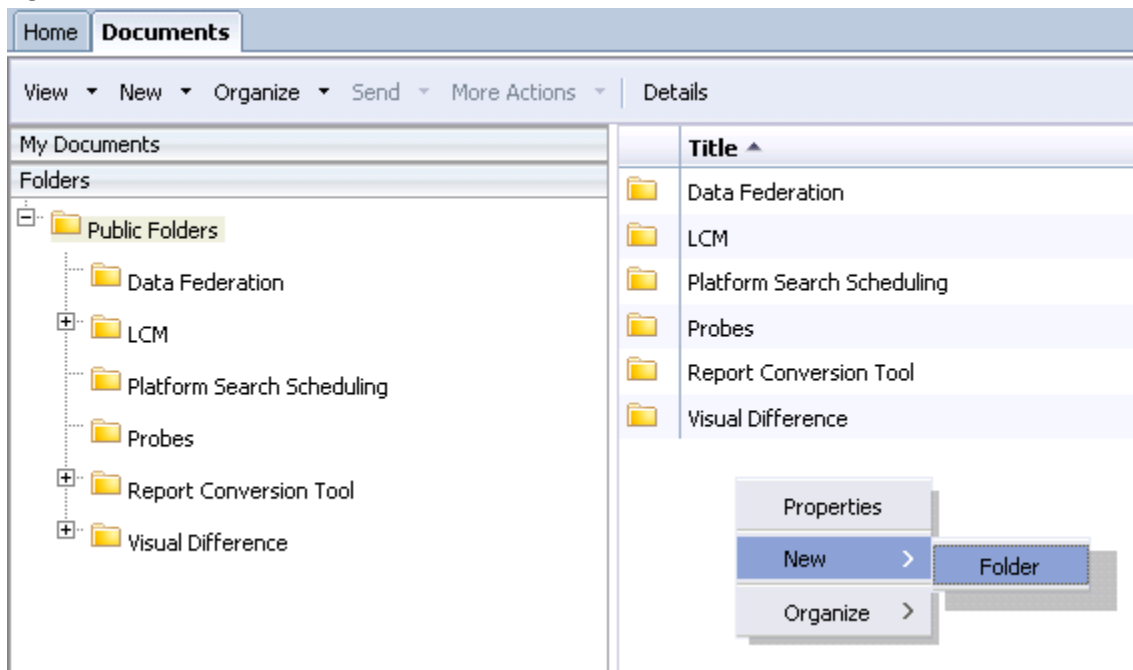 Home Documents
View New Organize Send More Actions Details
My Documents
Folders
Public Folders
Data Federation
LCM
Platform Search Scheduling
Probes
Report Conversion Tool
Visual Difference
Title
Data Federation
LCM
Platform Search Scheduling
Probes
Report Conversion Tool
Visual Difference
Properties
New
Folder
Organize